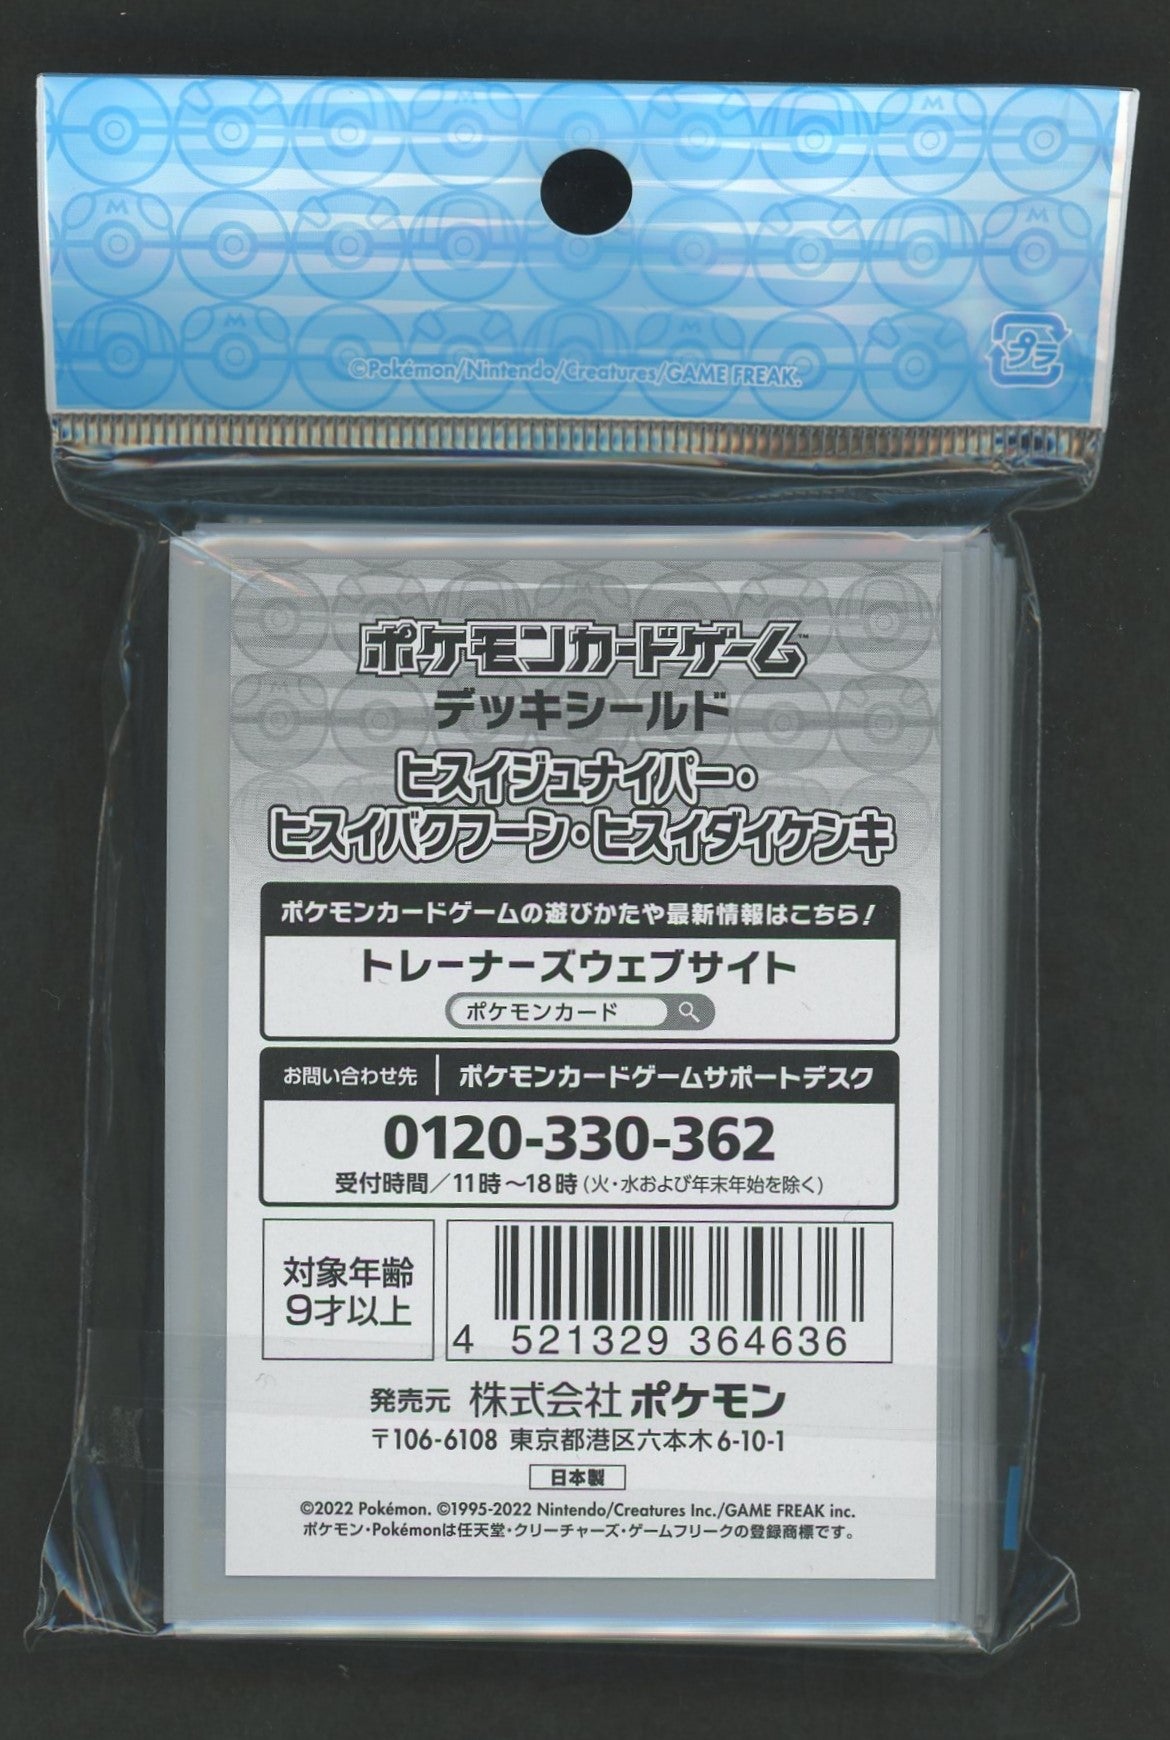 ©Pokémon/Nintendo/Creatures/GAME FREAK.
プラ
ポケモンカードゲーム™
デッキシールド
ヒスイジュナイパー・
ヒスイバクフーン・ヒスイダイケンキ
ポケモンカードゲームの遊びかたや最新情報はこちら!
トレーナーズウェブサイト
ポケモンカード
お問い合わせ先 ポケモンカードゲームサポートデスク
0120-330-362
受付時間/11時~18時(火・水および年末年始を除く)
対象年齢
9才以上
4 521329 364636
発売元 株式会社ポケモン
〒106-6108 東京都港区六本木6-10-1
日本製
©2022 Pokémon. ©1995-2022 Nintendo/Creatures Inc./GAME FREAK inc.
ポケモン・Pokémonは任天堂・クリーチャーズ・ゲームフリークの登録商標です。